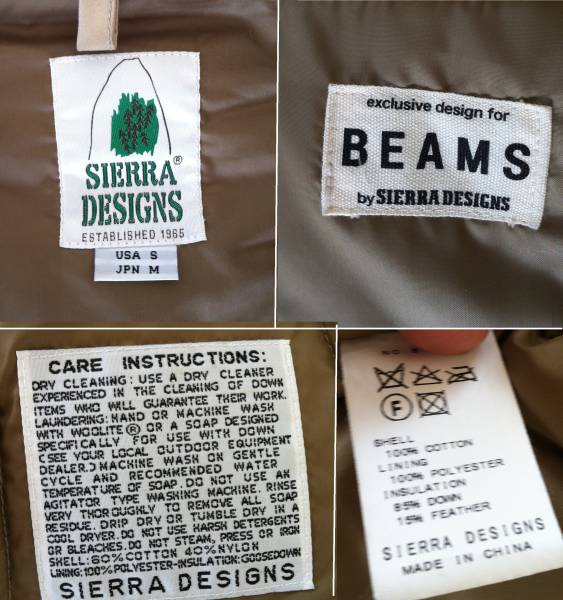 SIERRA®
DESIGNS
ESTABLISHED 1965
USA S
JPN M
exclusive design for
BEAMS
by SIERRA DESIGNS
CARE INSTRUCTIONS:
DRY CLEANING: USE A DRY CLEANER
EXPERIENCED IN THE CLEANING OF DOWN
ITEMS WHO WILL GUARANTEE THEIR WORK.
LAUNDERING: HAND OR MACHINE WASH
WITH WOOLITE® OR A SOAP DESIGNED
SPECIFICALLY FOR USE WITH DOWN
(SEE YOUR LOCAL OUTDOOR EQUIPMENT
DEALER.) MACHINE WASH ON GENTLE
CYCLE AND RECOMMENDED WATER
TEMPERATURE OF SOAP. DO NOT USE AN
AGITATOR TYPE WASHING MACHINE. RINSE
VERY THOROUGHLY TO REMOVE ALL SOAP
RESIDUE. DRIP DRY OR TUMBLE DRY IN A
COOL DRYER. DO NOT USE HARSH DETERGENTS
OR BLEACHES. DO NOT STEAM, PRESS OR IRON
SHELL: 60% COTTON 40% NYLON
LINING: 100% POLYESTER-INSULATION: GOOSEDOWN
SIERRA DESIGNS
NO
F
SHELL
100% COTTON
LINING
100% POLYESTER
INSULATION
85% DOWN
15% FEATHER
SIERRA DESIGNS
MADE IN CHINA